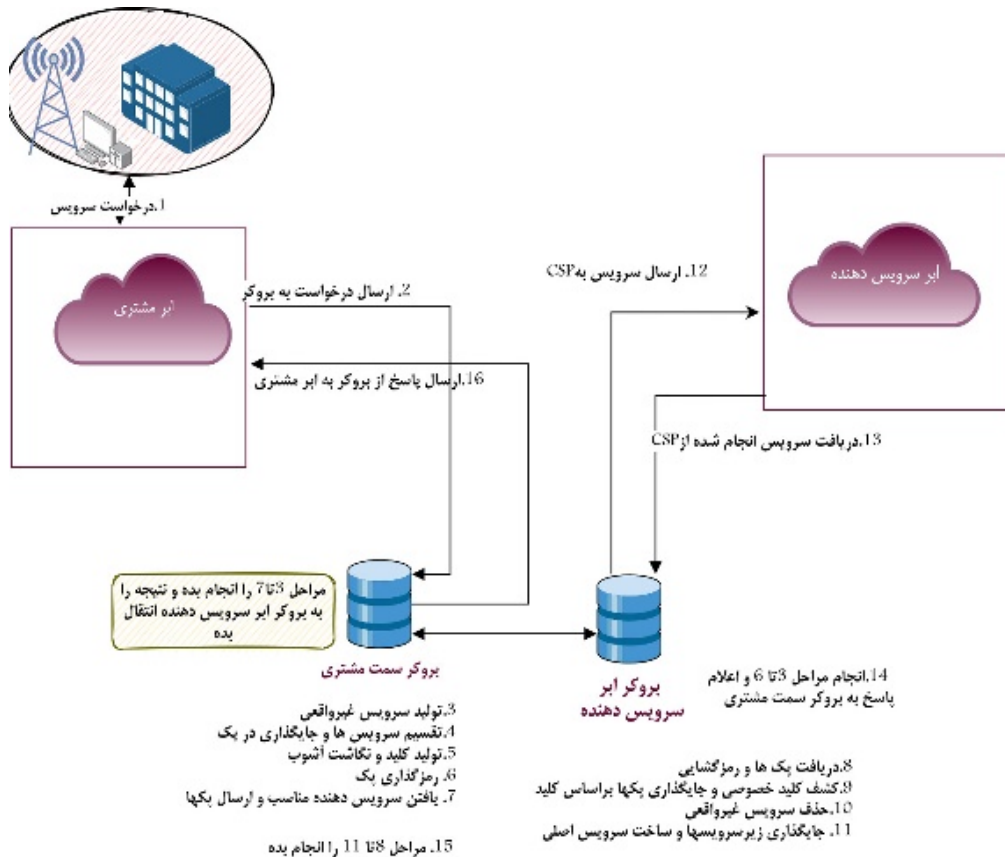 1.درخواست سرویس
ابر مشتری
2. ارسال درخواست به بروکر
16.ارسال پاسخ از بروکر به ابر مشتری
12. ارسال سرویس بهCSP
ابر سرویس دهنده
13.دریافت سرویس انجام شده ازCSP
مراحل 3تا7 را انجام بده و نتیجه را
به بروکر ابر سرویس دهنده انتقال
بده
بروکر سمت مشتری
3.تولید سرویس غیرواقعی
4.تقسیم سرویس ها و جایگذاری در پک
5.تولید کلید و نگاشت آشوب
6. رمزگذاری پک
7. یافتن سرویس دهنده مناسب و ارسال پکها
15. مراحل 8تا 11 را انجام بده
بروکر ابر
سرویس دهنده
14.انجام مراحل 3تا 6 و اعلام
پاسخ به بروکر سمت مشتری
8.دریافت پک ها و رمزگشایی
9.کشف کلید خصوصی و جایگذاری پکها براساس کلید
10.حذف سرویس غیرواقعی
11. جایگذاری زیرسرویسها و ساخت سرویس اصلی